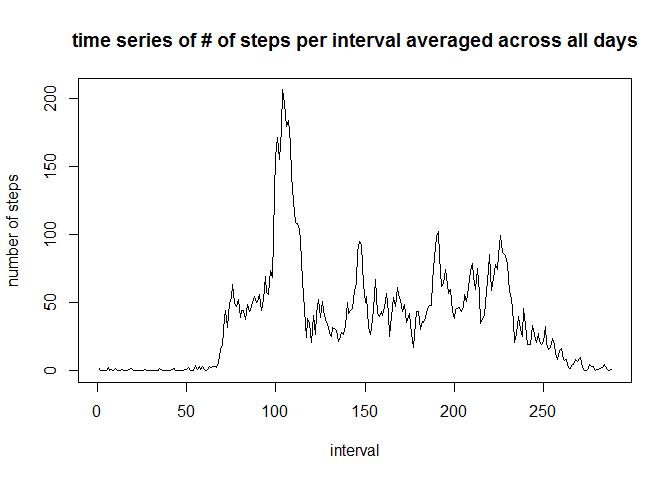 time series of # of steps per interval averaged across all days
number of steps
200
150
100
50
0
0 50 100 150 200 250
interval